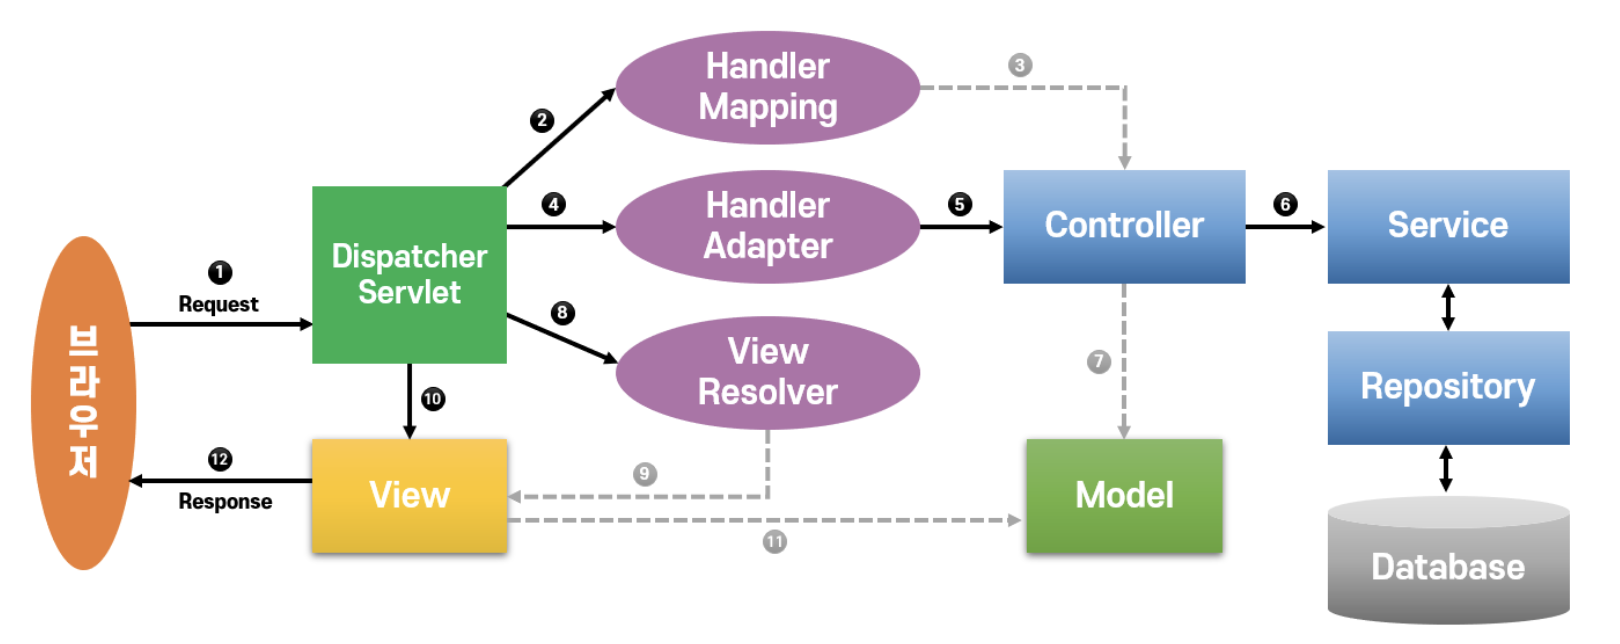 Handler
Mapping
3
2
Handler
Adapter
4
5
Controller
6
Service
Dispatcher
Servlet
1
Request
브라우저
8
View
Resolver
7
Repository
10
12
Response
View
9
11
Model
Database